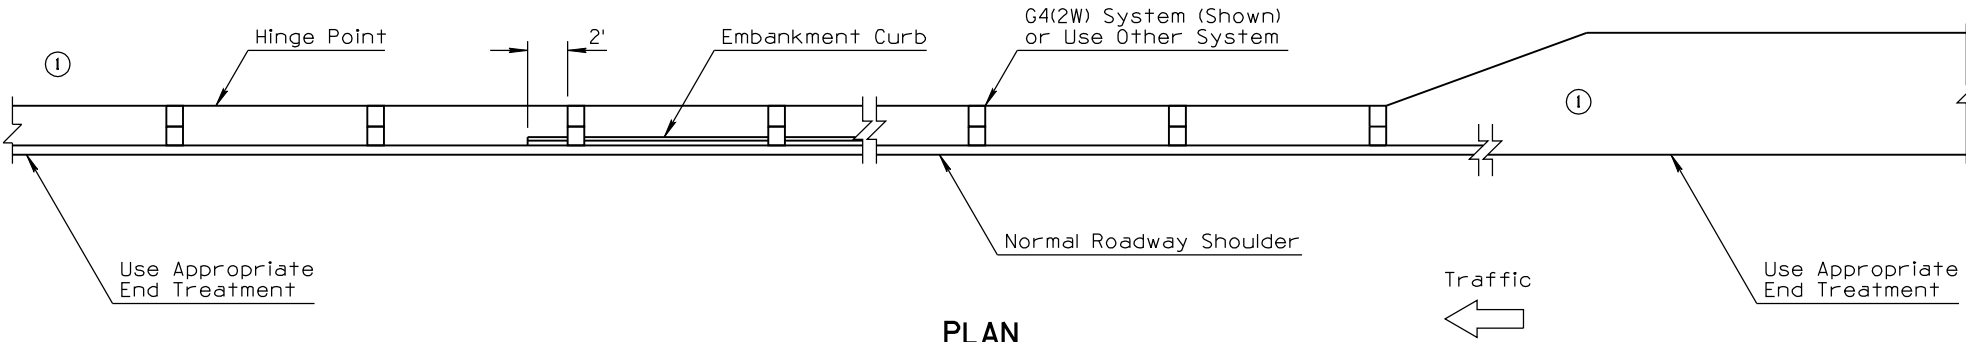 G4(2W) System (Shown)
or Use Other System
Hinge Point
2'
Embankment Curb
1
1
Normal Roadway Shoulder
Use Appropriate
End Treatment
Traffic
Use Appropriate
End Treatment
PLAN